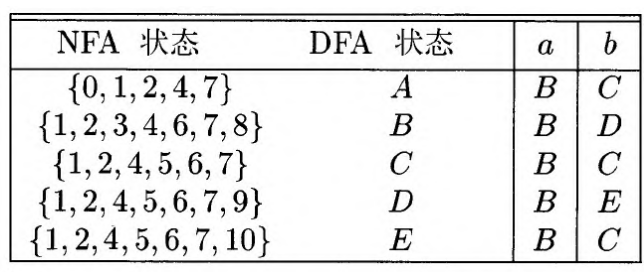 NFA 状态 DFA 状态 a b
{0, 1, 2, 4, 7} A B C
{1, 2, 3, 4, 6, 7, 8} B B D
{1, 2, 4, 5, 6, 7} C B C
{1, 2, 4, 5, 6, 7, 9} D B E
{1, 2, 4, 5, 6, 7, 10} E B C